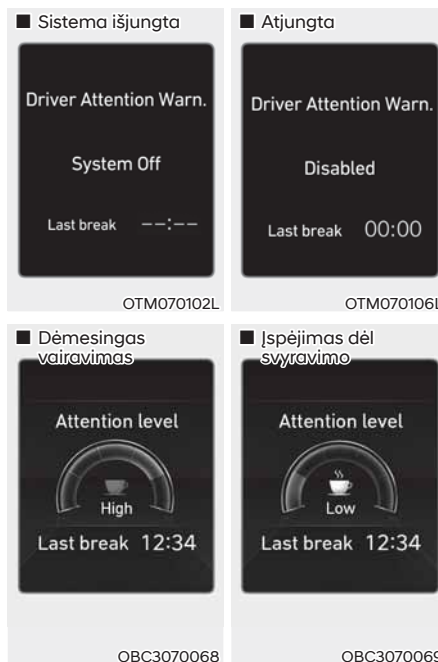 ■ Sistema išjungta
Driver Attention Warn.
System Off
Last break --:--
OTM070102L
■ Atjungta
Driver Attention Warn.
Disabled
Last break 00:00
OTM070106L
■ Dėmesingas
vairavimas
Attention level
High
Last break 12:34
OBC3070068
■ Įspėjimas dėl
svyravimo
Attention level
Low
Last break 12:34
OBC3070069